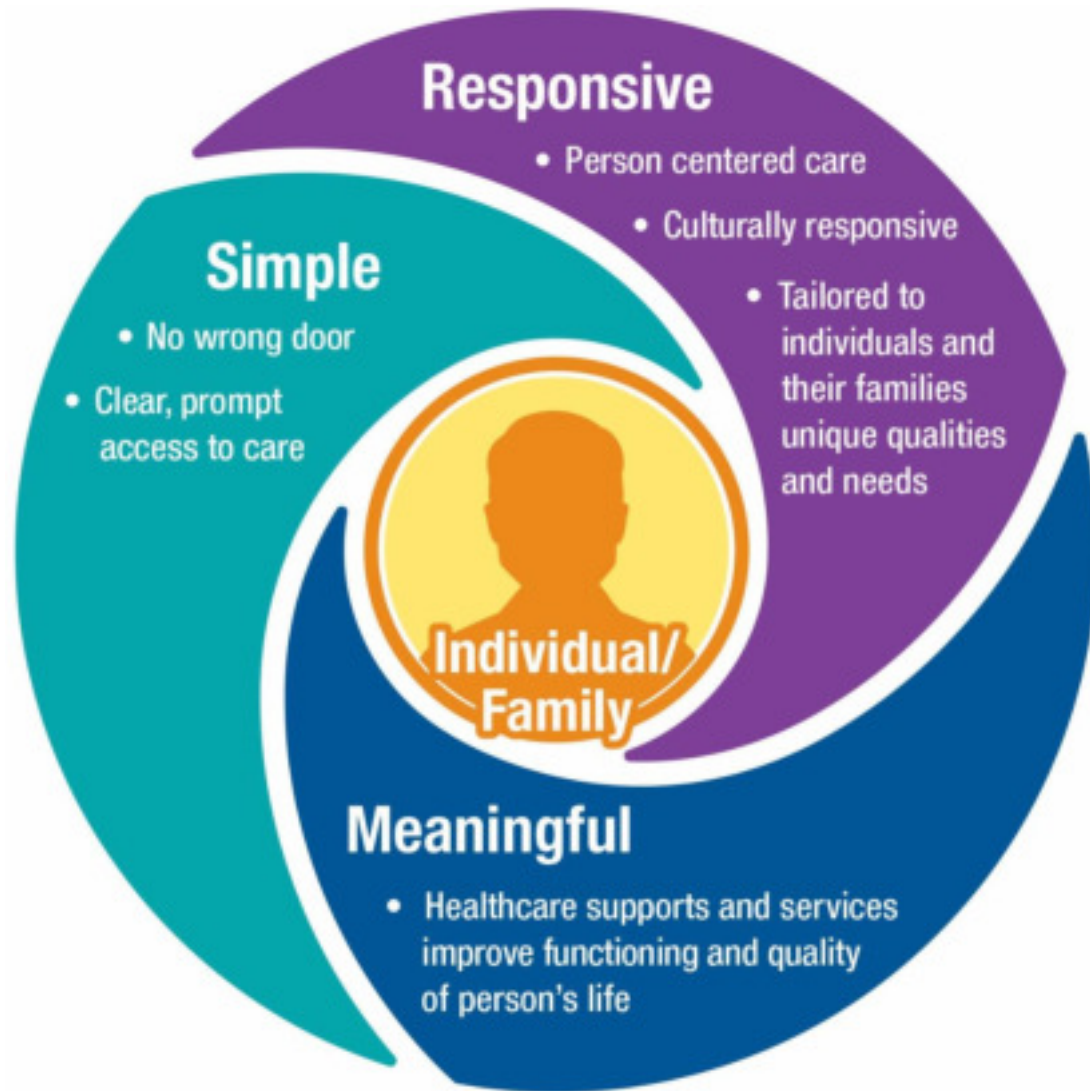 Responsive
• Person centered care
• Culturally responsive
• Tailored to
individuals and
their families
unique qualities
and needs
Simple
• No wrong door
• Clear, prompt
access to care
Individual/
Family
Meaningful
• Healthcare supports and services
improve functioning and quality
of person's life